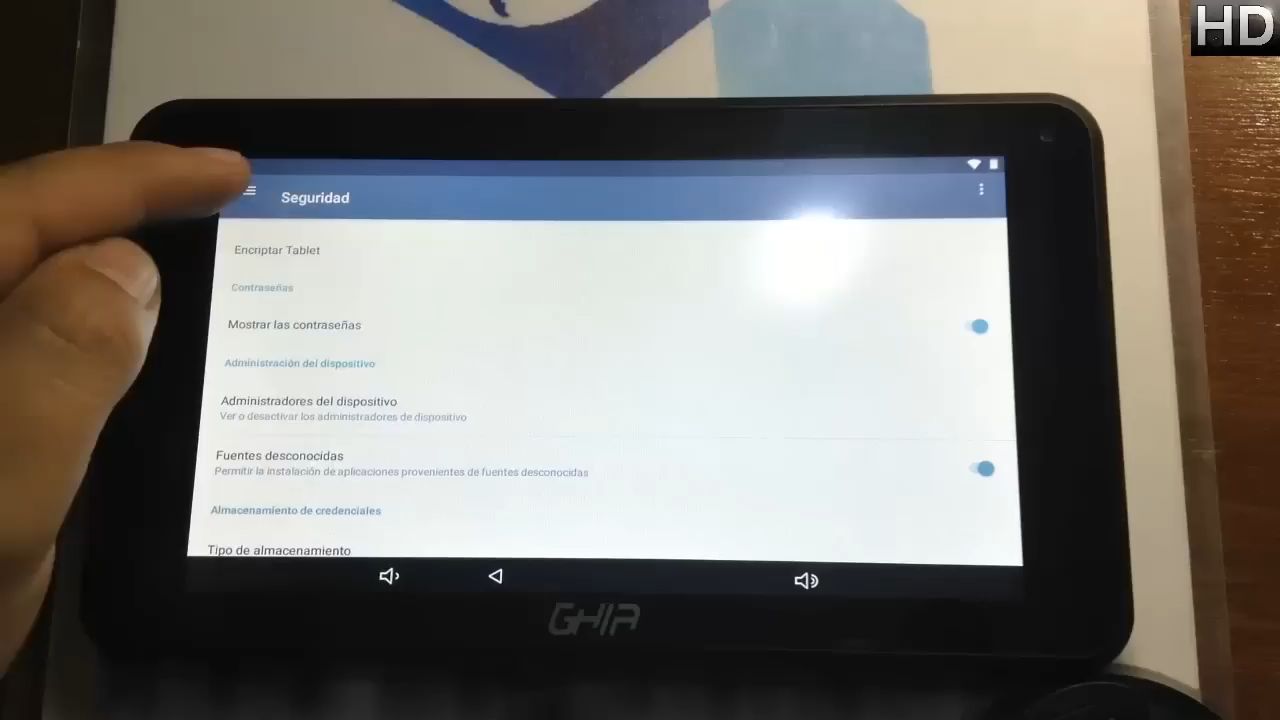 HD
Seguridad
Encriptar Tablet
Contraseñas
Mostrar las contraseñas
Administración del dispositivo
Administradores del dispositivo
Ver o desactivar los administradores de dispositivo
Fuentes desconocidas
Permitir la instalación de aplicaciones provenientes de fuentes desconocidas
Almacenamiento de credenciales
Tipo de almacenamiento
GHIA